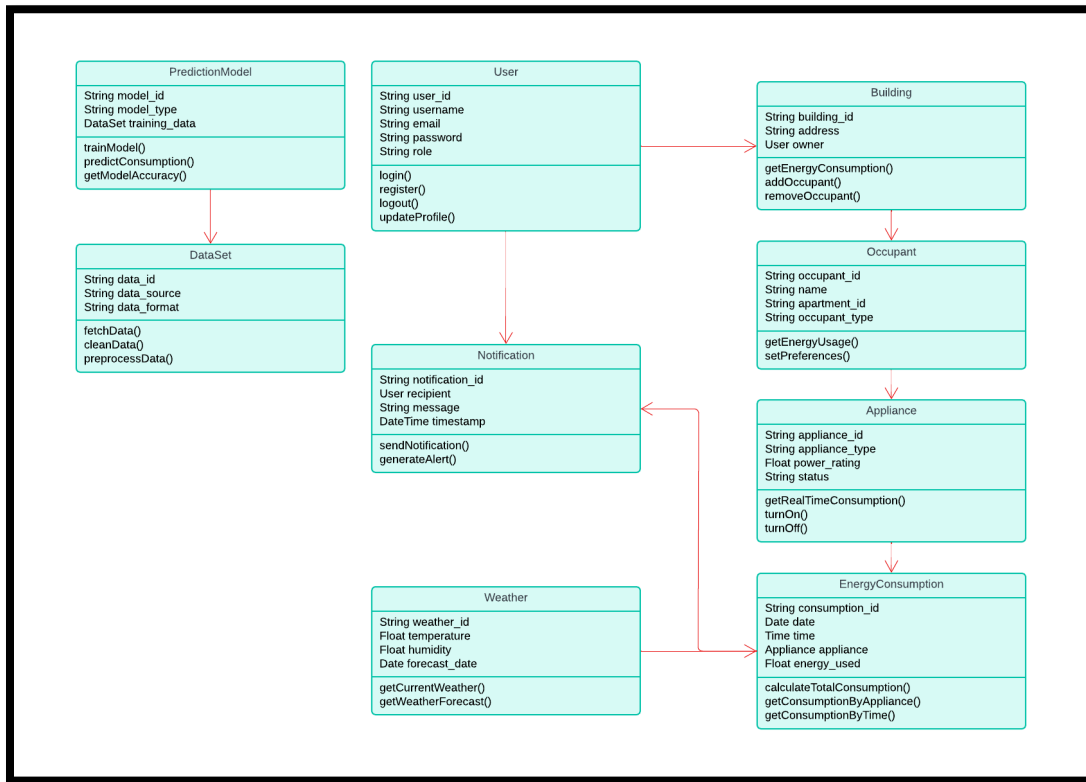 PredictionModel
String model_id
String model_type
DataSet training_data
trainModel()
predictConsumption()
getModelAccuracy()
DataSet
String data_id
String data_source
String data_format
fetchData()
cleanData()
preprocessData()
User
String user_id
String username
String email
String password
String role
login()
register()
logout()
updateProfile()
Notification
String notification_id
User recipient
String message
DateTime timestamp
sendNotification()
generateAlert()
Weather
String weather_id
Float temperature
Float humidity
Date forecast_date
getCurrentWeather()
getWeatherForecast()
Building
String building_id
String address
User owner
getEnergyConsumption()
addOccupant()
removeOccupant()
Occupant
String occupant_id
String name
String apartment_id
String occupant_type
getEnergyUsage()
setPreferences()
Appliance
String appliance_id
String appliance_type
Float power_rating
String status
getRealTimeConsumption()
turnOn()
turnOff()
EnergyConsumption
String consumption_id
Date date
Time time
Appliance appliance
Float energy_used
calculateTotalConsumption()
getConsumptionByAppliance()
getConsumptionByTime()